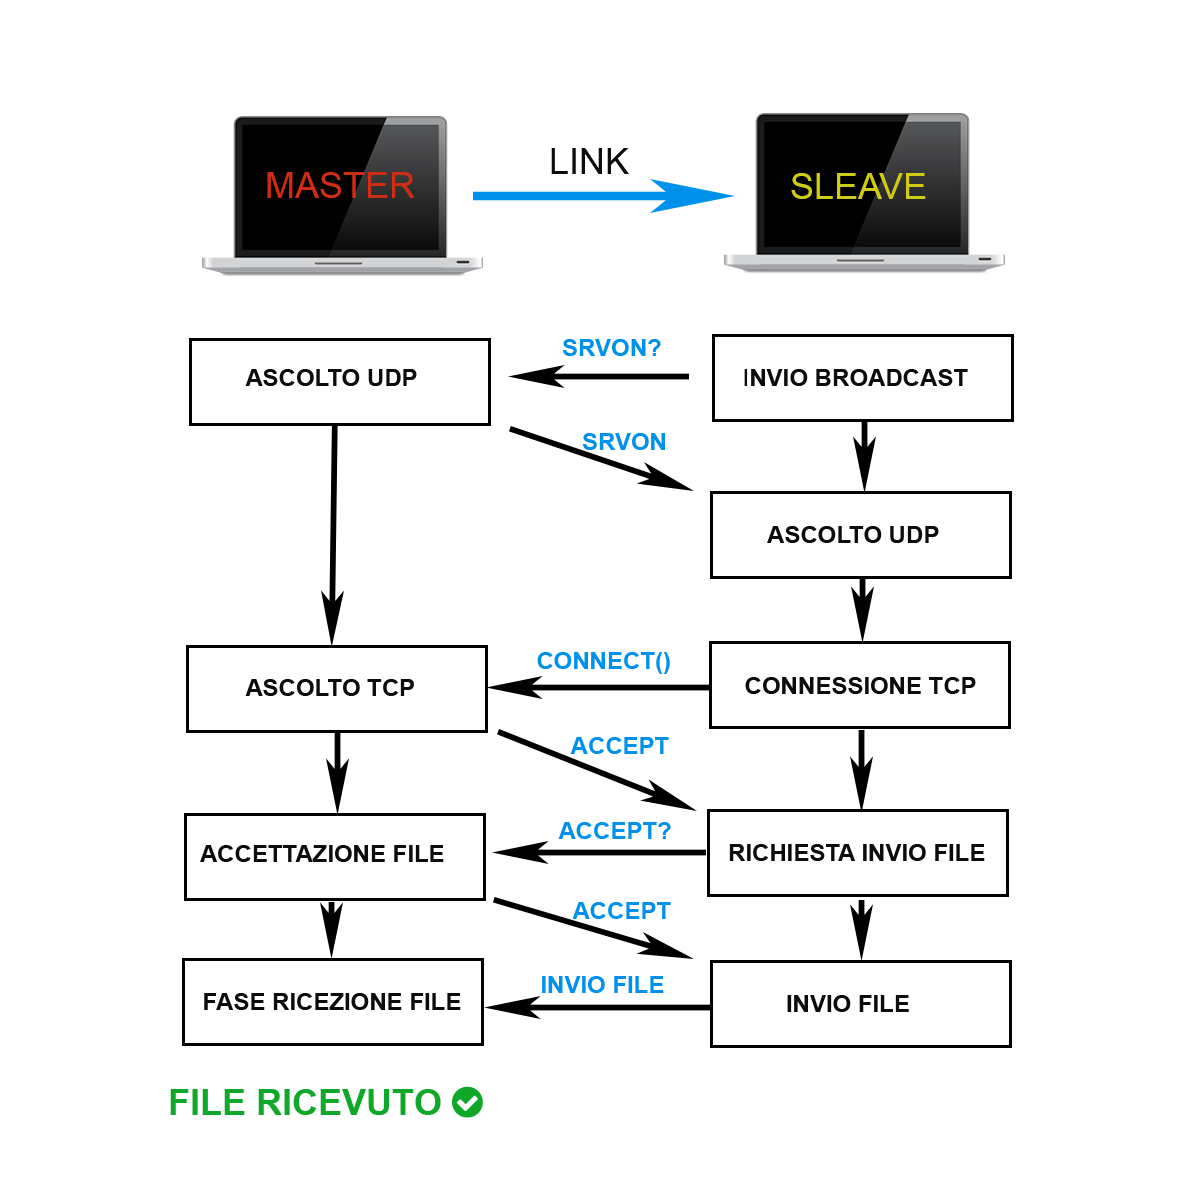 LINK
MASTER
SLEAVE
SRVON?
ASCOLTO UDP
INVIO BROADCAST
SRVON
ASCOLTO UDP
CONNECT()
ASCOLTO TCP
CONNESSIONE TCP
ACCEPT
ACCEPT?
ACCETTAZIONE FILE
RICHIESTA INVIO FILE
ACCEPT
INVIO FILE
FASE RICEZIONE FILE
INVIO FILE
FILE RICEVUTO